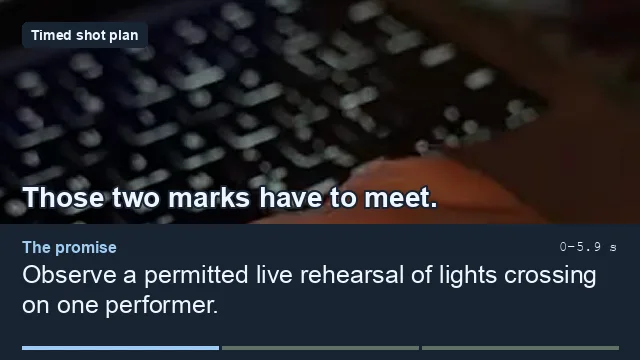 Timed shot plan
Those two marks have to meet.
The promise
0–5.9 s
Observe a permitted live rehearsal of lights crossing
on one performer.